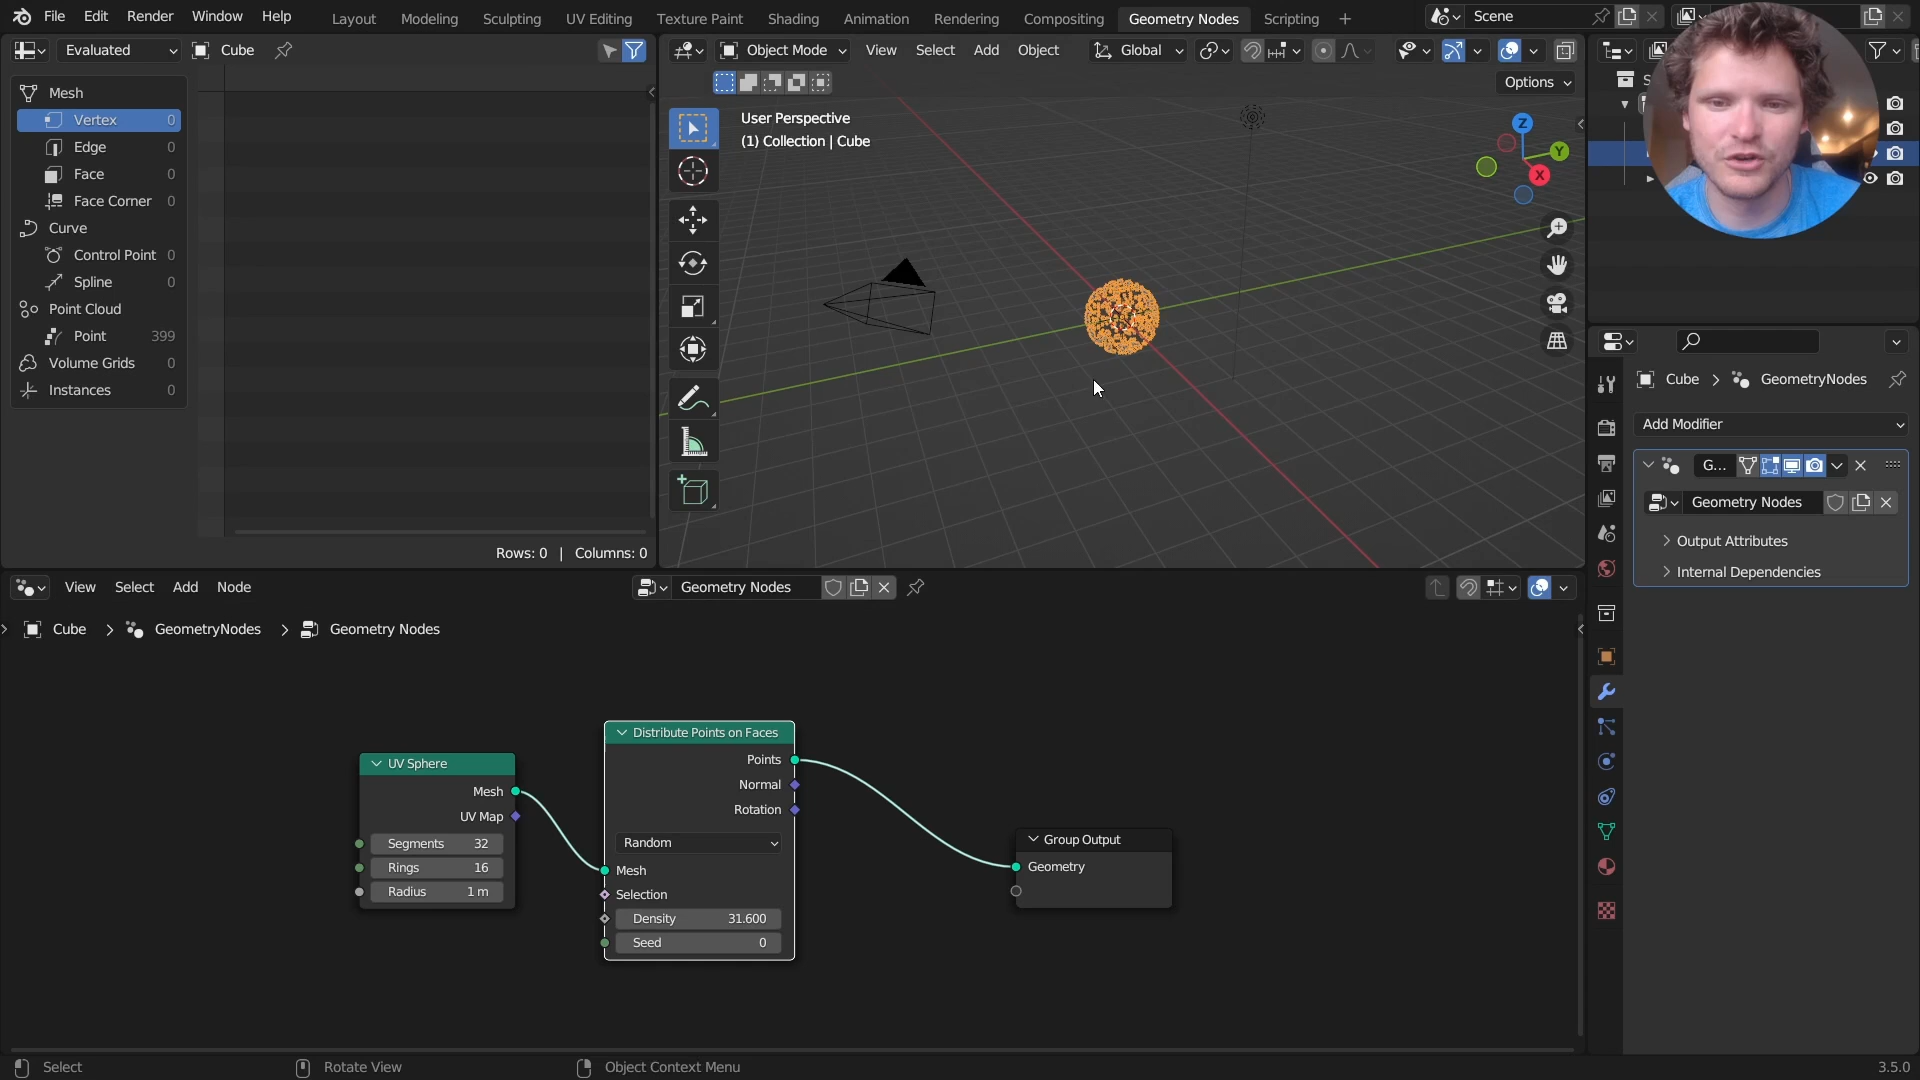 File Edit Render Window Help
Layout Modeling Sculpting UV Editing Texture Paint Shading Animation Rendering Compositing Geometry Nodes Scripting
Scene
Evaluated Cube
Object Mode View Select Add Object Global
Options
Mesh
Vertex 0
Edge 0
Face 0
Face Corner 0
Curve
Control Point 0
Spline 0
Point Cloud
Point 399
Volume Grids 0
Instances 0
Rows: 0 | Columns: 0
User Perspective
(1) Collection | Cube
Z
Y
X
Cube > GeometryNodes
Add Modifier
G...
Geometry Nodes
Output Attributes
Internal Dependencies
View Select Add Node
Geometry Nodes
Cube > GeometryNodes > Geometry Nodes
UV Sphere
Mesh
UV Map
Segments 32
Rings 16
Radius 1 m
Distribute Points on Faces
Points
Normal
Rotation
Random
Mesh
Selection
Density 31.600
Seed 0
Group Output
Geometry
Select
Rotate View
Object Context Menu
3.5.0